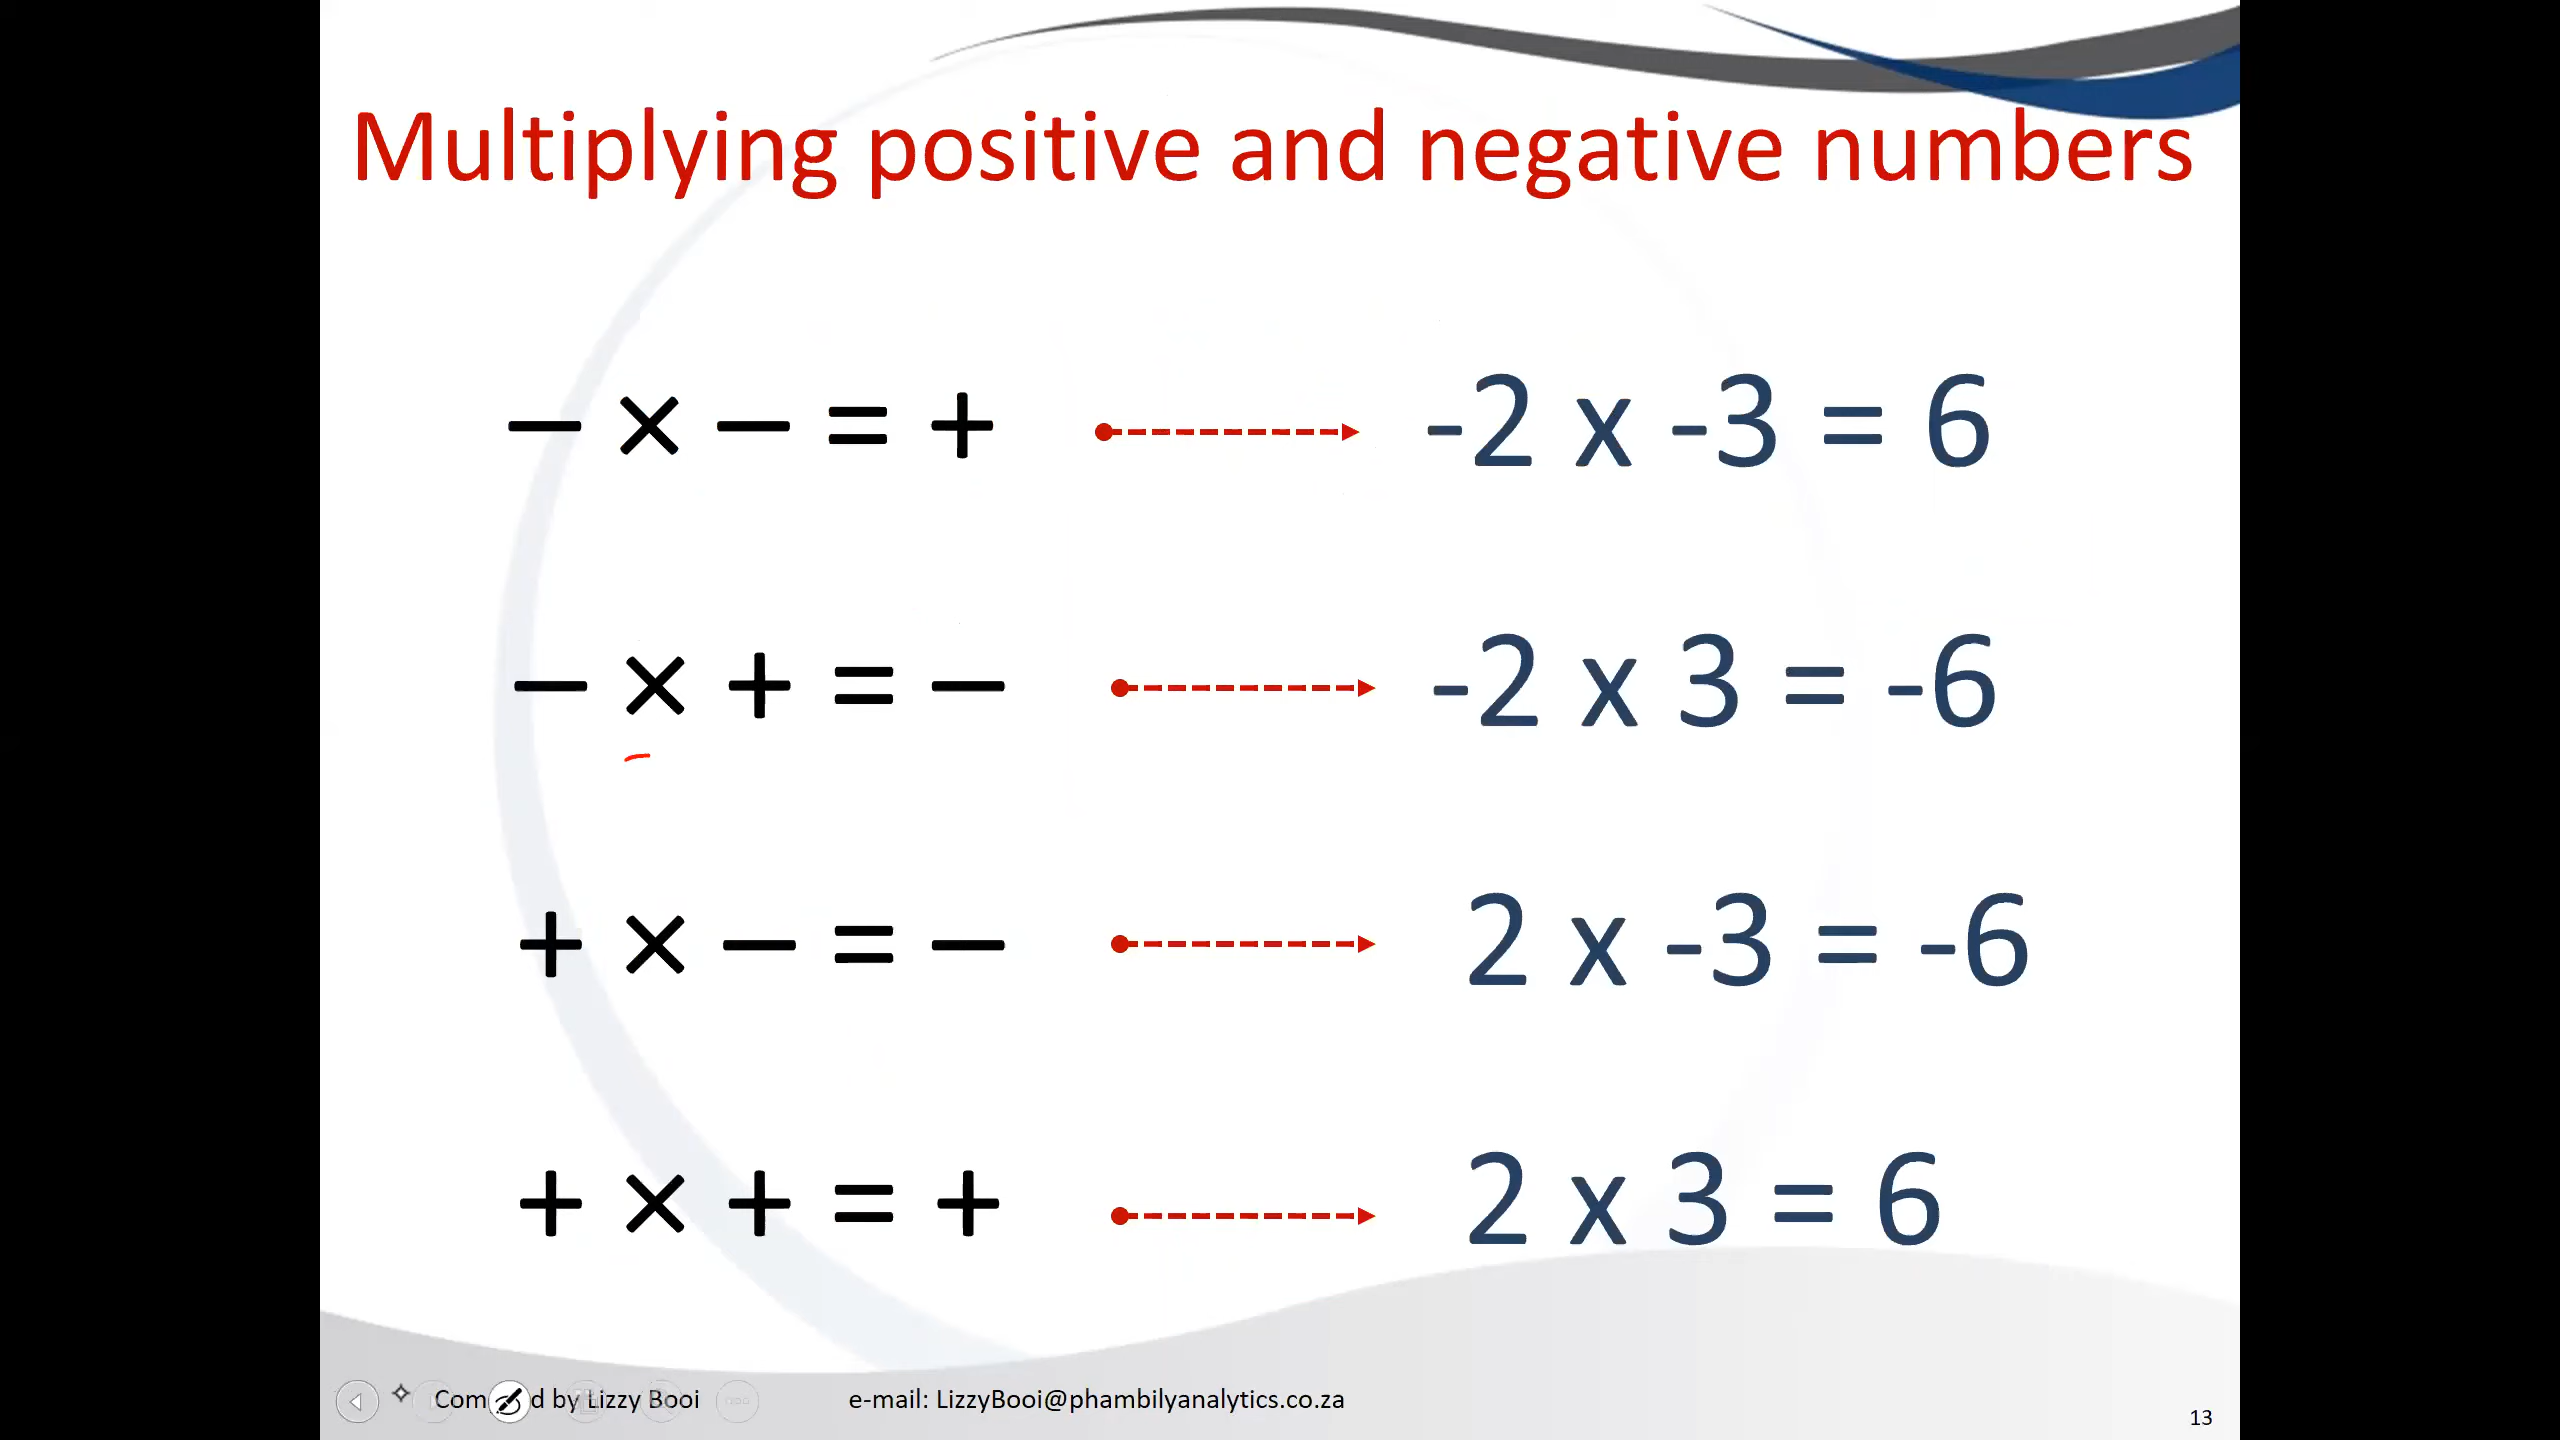 Multiplying positive and negative numbers
− × − = + -2 x -3 = 6
− × + = − -2 x 3 = -6
+ × − = − 2 x -3 = -6
+ × + = + 2 x 3 = 6
by Lizzy Booi e-mail: LizzyBooi@phambilyanalytics.co.za
13